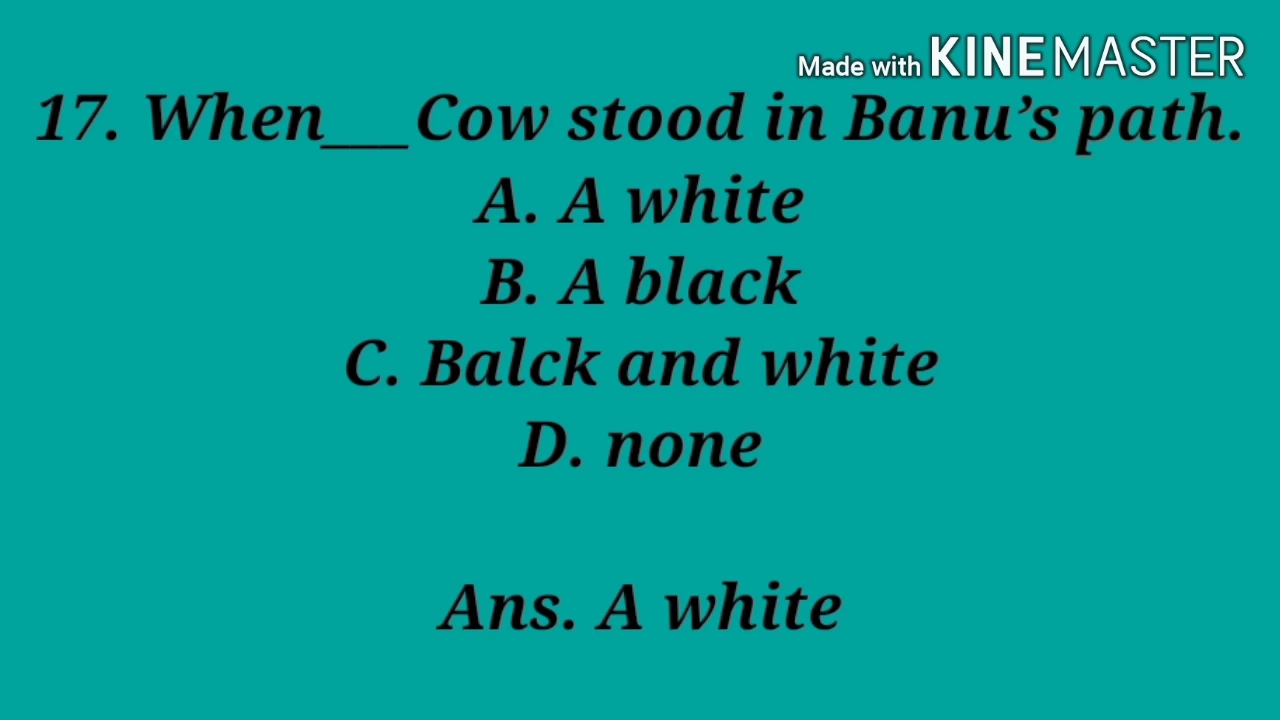 Made with KINEMASTER
17. When___Cow stood in Banu’s path.
A. A white
B. A black
C. Balck and white
D. none
Ans. A white